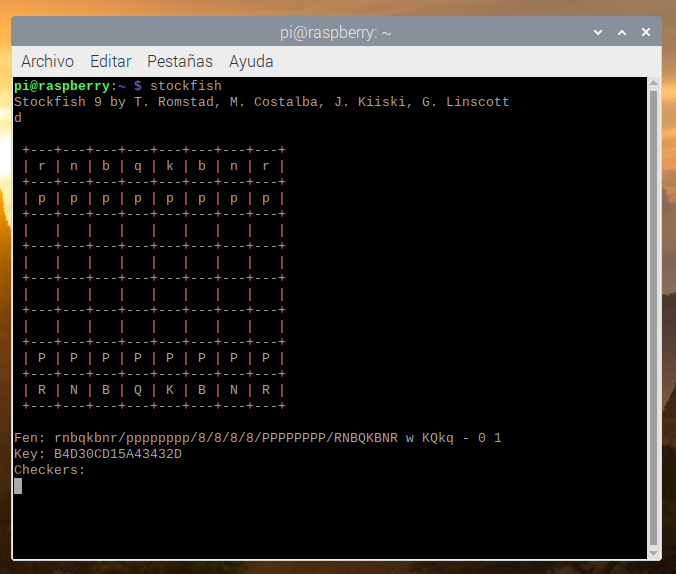 pi@raspberry: ~
Archivo Editar Pestañas Ayuda
pi@raspberry:~ $ stockfish
Stockfish 9 by T. Romstad, M. Costalba, J. Kiiski, G. Linscott
d
+---+---+---+---+---+---+---+---+
| r | n | b | q | k | b | n | r |
+---+---+---+---+---+---+---+---+
| p | p | p | p | p | p | p | p |
+---+---+---+---+---+---+---+---+
|   |   |   |   |   |   |   |   |
+---+---+---+---+---+---+---+---+
|   |   |   |   |   |   |   |   |
+---+---+---+---+---+---+---+---+
|   |   |   |   |   |   |   |   |
+---+---+---+---+---+---+---+---+
|   |   |   |   |   |   |   |   |
+---+---+---+---+---+---+---+---+
| P | P | P | P | P | P | P | P |
+---+---+---+---+---+---+---+---+
| R | N | B | Q | K | B | N | R |
+---+---+---+---+---+---+---+---+
Fen: rnbqkbnr/pppppppp/8/8/8/8/PPPPPPPP/RNBQKBNR w KQkq - 0 1
Key: B4D30CD15A43432D
Checkers: